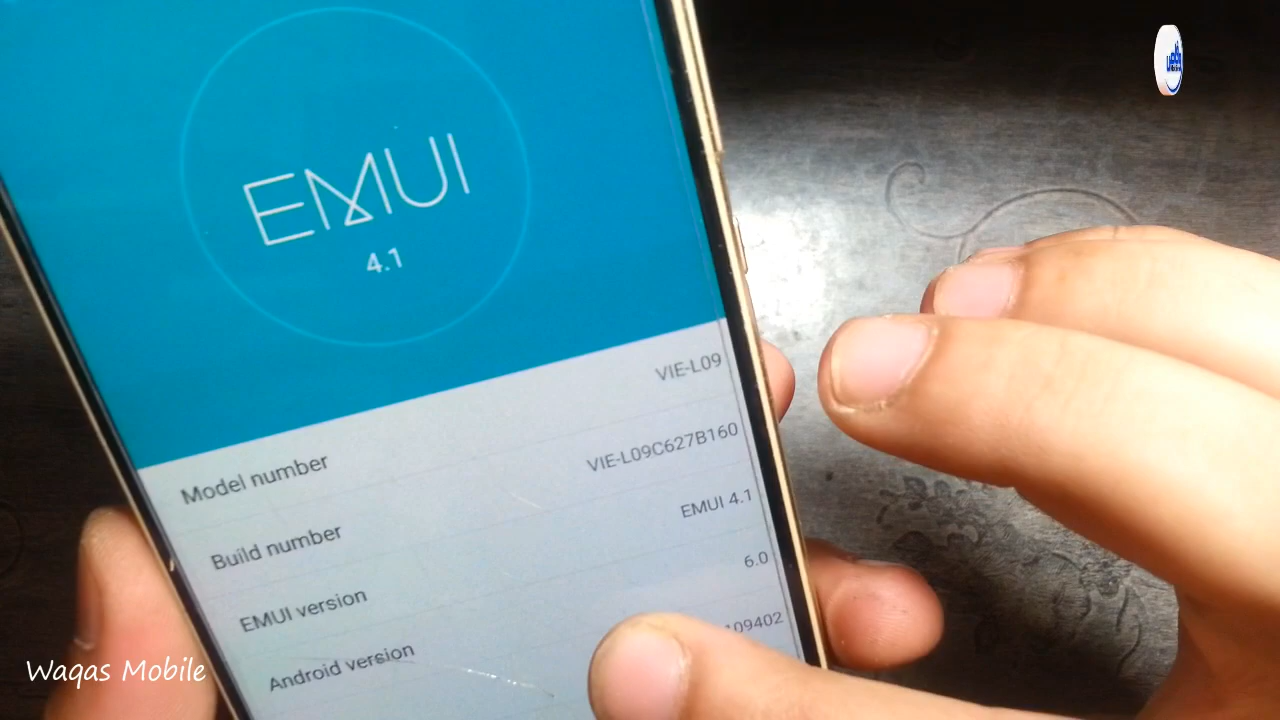 EMUI
4.1
Model number VIE-L09
Build number VIE-L09C627B160
EMUI version EMUI 4.1
Android version 6.0
109402
Waqas Mobile